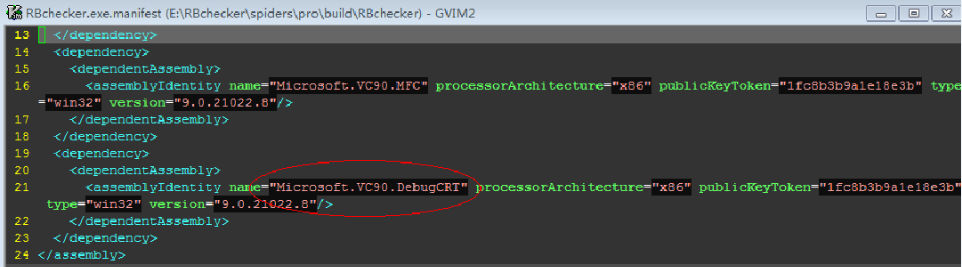 RBchecker.exe.manifest (E:\RBchecker\spiders\pro\build\RBchecker) - GVIM2
13 </dependency>
14 <dependency>
15 <dependentAssembly>
16 <assemblyIdentity name="Microsoft.VC90.MFC" processorArchitecture="x86" publicKeyToken="1fc8b3b9a1e18e3b" type
="win32" version="9.0.21022.8"/>
17 </dependentAssembly>
18 </dependency>
19 <dependency>
20 <dependentAssembly>
21 <assemblyIdentity name="Microsoft.VC90.DebugCRT" processorArchitecture="x86" publicKeyToken="1fc8b3b9a1e18e3b"
type="win32" version="9.0.21022.8"/>
22 </dependentAssembly>
23 </dependency>
24 </assembly>